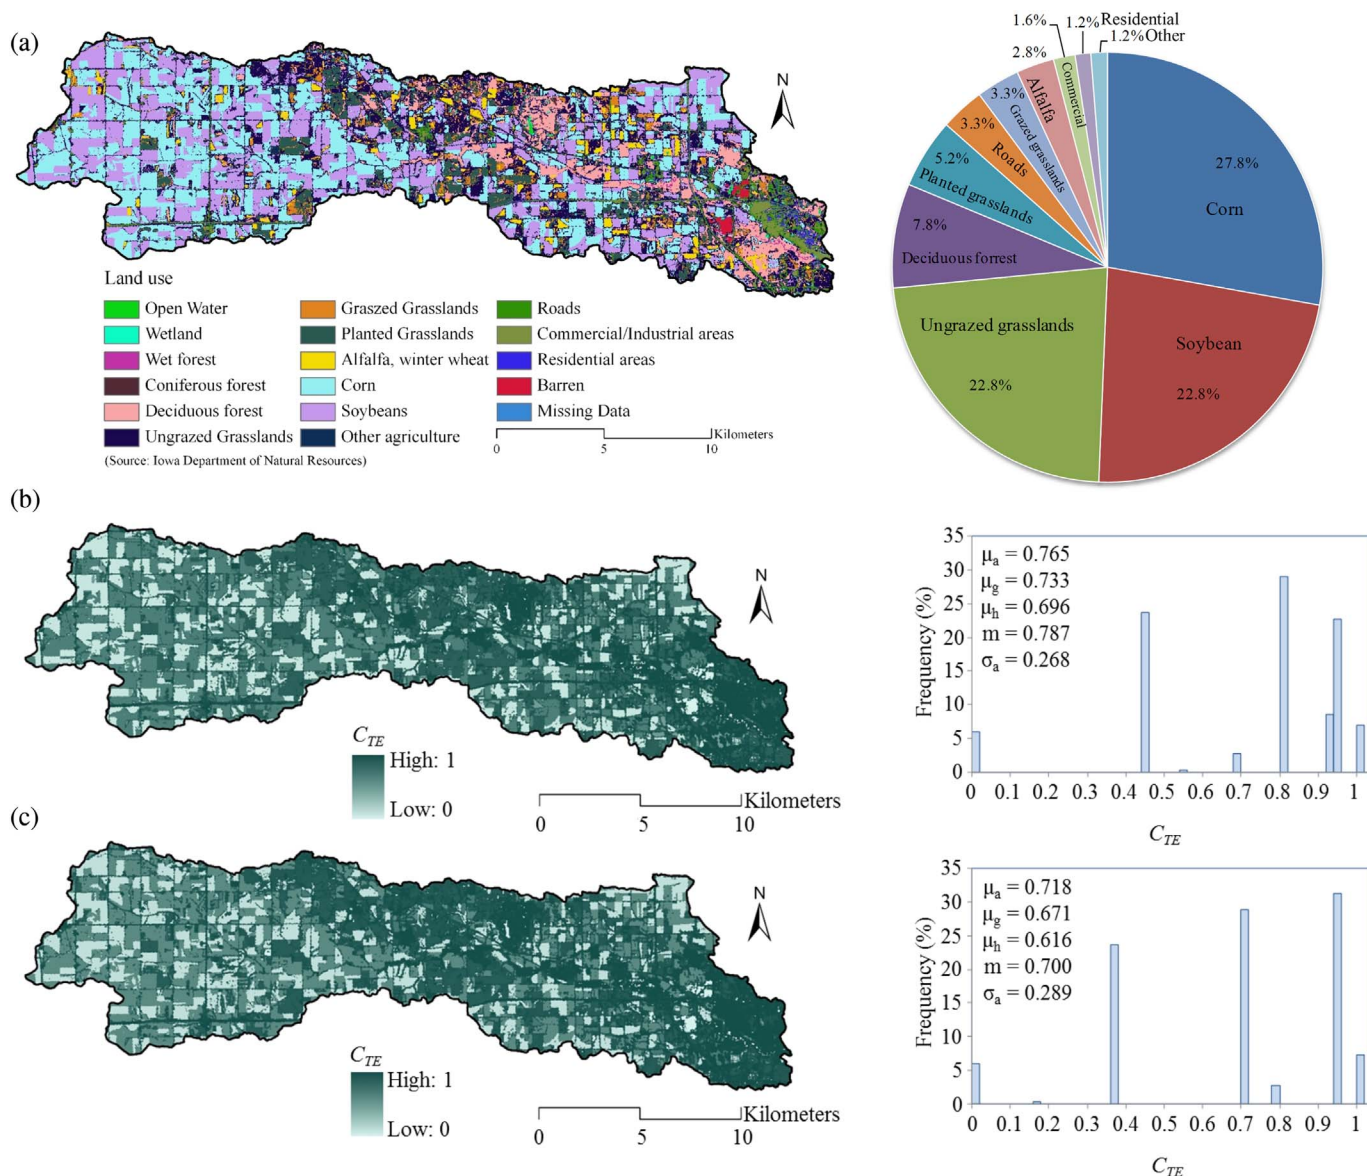 (a)
N
Land use
Open Water
Wetland
Wet forest
Coniferous forest
Deciduous forest
Ungrazed Grasslands
Graszed Grasslands
Planted Grasslands
Alfalfa, winter wheat
Corn
Soybeans
Other agriculture
Roads
Commercial/Industrial areas
Residential areas
Barren
Missing Data
Kilometers
0 5 10
(Source: Iowa Department of Natural Resources)
1.6%
1.2% Residential
1.2% Other
2.8%
Commercial
Alfalfa
3.3%
Grazed grasslands
3.3%
Roads
5.2%
Planted grasslands
7.8%
Deciduous forrest
Ungrazed grasslands
22.8%
27.8%
Corn
Soybean
22.8%
(b)
N
C_TE
High: 1
Low: 0
Kilometers
0 5 10
35
30
25
20
15
10
5
0
Frequency (%)
μa = 0.765
μg = 0.733
μh = 0.696
m = 0.787
σa = 0.268
0 0.1 0.2 0.3 0.4 0.5 0.6 0.7 0.8 0.9 1
C_TE
(c)
N
C_TE
High: 1
Low: 0
Kilometers
0 5 10
35
30
25
20
15
10
5
0
Frequency (%)
μa = 0.718
μg = 0.671
μh = 0.616
m = 0.700
σa = 0.289
0 0.1 0.2 0.3 0.4 0.5 0.6 0.7 0.8 0.9 1
C_TE